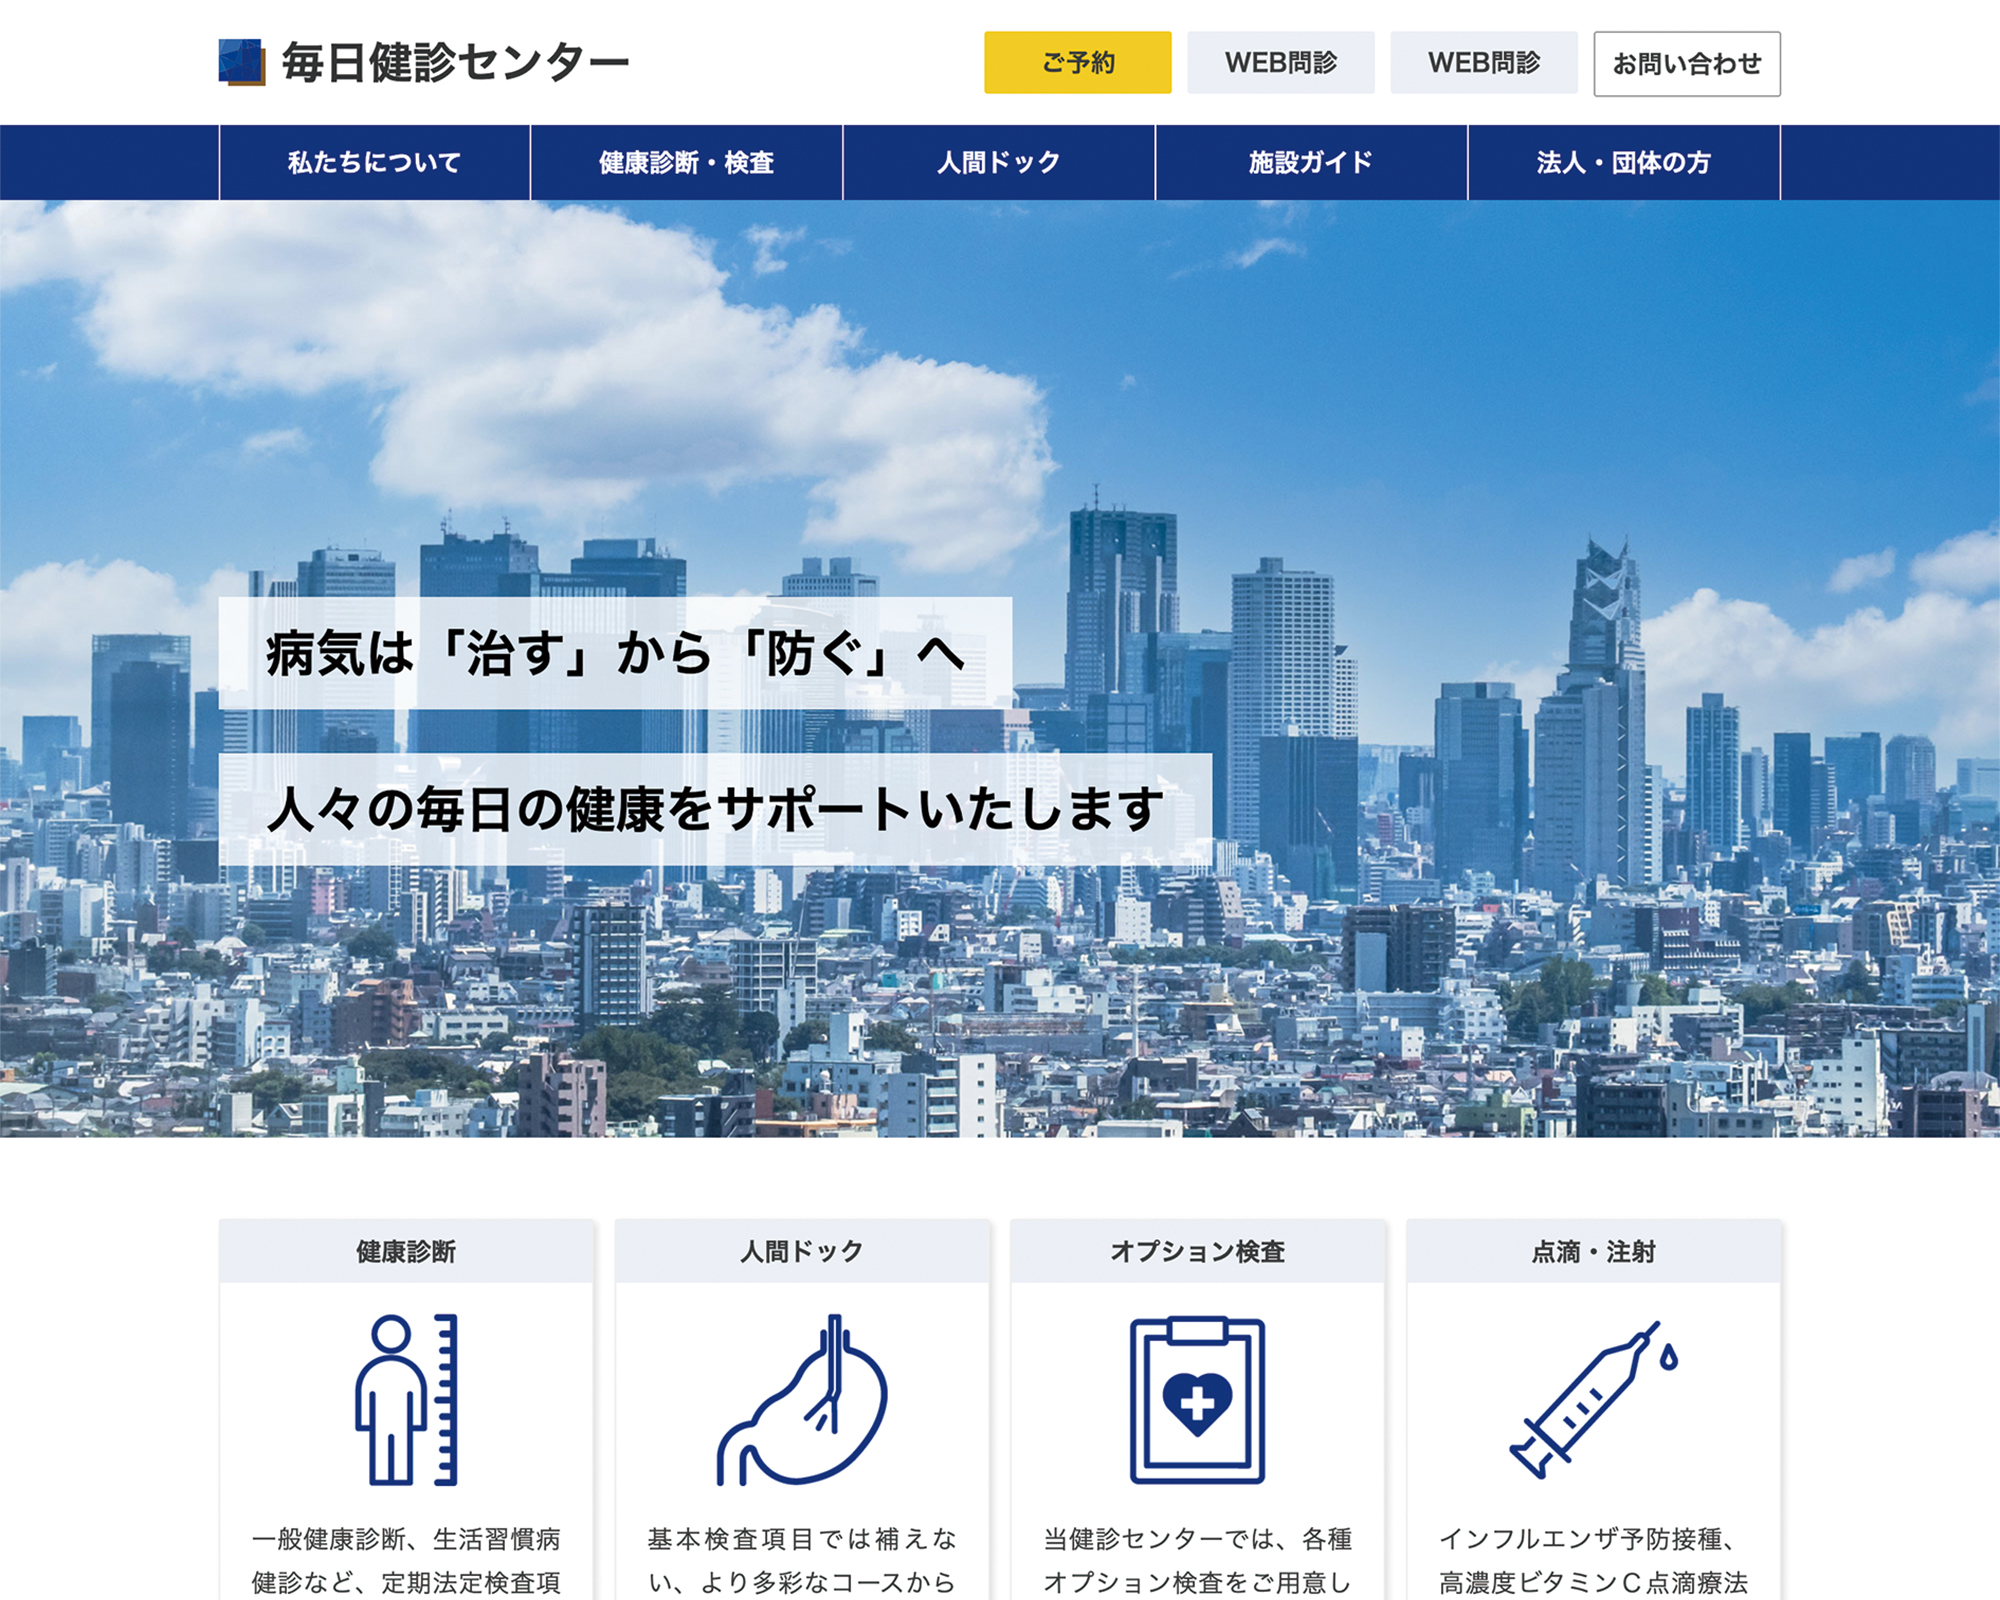 毎日健診センター
ご予約
WEB問診
WEB問診
お問い合わせ
私たちについて
健康診断・検査
人間ドック
施設ガイド
法人・団体の方
病気は「治す」から「防ぐ」へ
人々の毎日の健康をサポートいたします
健康診断
人間ドック
オプション検査
点滴・注射
一般健康診断、生活習慣病
健診など、定期法定検査項
基本検査項目では補えな
い、より多彩なコースから
当健診センターでは、各種
オプション検査をご用意し
インフルエンザ予防接種、
高濃度ビタミンC点滴療法